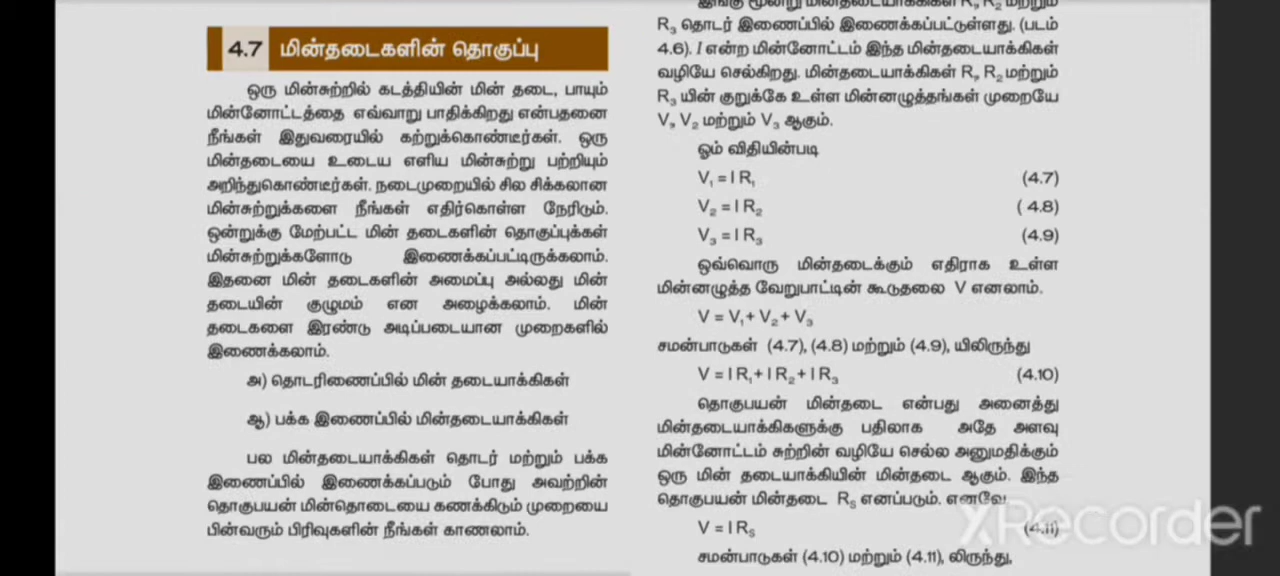 4.7 மின்தடைகளின் தொகுப்பு
ஒரு மின்சுற்றில் கடத்தியின் மின் தடை, பாயும்
மின்னோட்டத்தை எவ்வாறு பாதிக்கிறது என்பதனை
நீங்கள் இதுவரையில் கற்றுக்கொண்டீர்கள். ஒரு
மின்தடையை உடைய எளிய மின்சுற்று பற்றியும்
அறிந்துகொண்டீர்கள். நடைமுறையில் சில சிக்கலான
மின்சுற்றுக்களை நீங்கள் எதிர்கொள்ள நேரிடும்.
ஒன்றுக்கு மேற்பட்ட மின் தடைகளின் தொகுப்புக்கள்
மின்சுற்றுக்களோடு இணைக்கப்பட்டிருக்கலாம்.
இதனை மின் தடைகளின் அமைப்பு அல்லது மின்
தடையின் குழுமம் என அழைக்கலாம். மின்
தடைகளை இரண்டு அடிப்படையான முறைகளில்
இணைக்கலாம்.
அ) தொடரிணைப்பில் மின் தடையாக்கிகள்
ஆ) பக்க இணைப்பில் மின்தடையாக்கிகள்
பல மின்தடையாக்கிகள் தொடர் மற்றும் பக்க
இணைப்பில் இணைக்கப்படும் போது அவற்றின்
தொகுபயன் மின்தொடையை கணக்கிடும் முறையை
பின்வரும் பிரிவுகளின் நீங்கள் காணலாம்.
இங்கு மூன்று மின்தடையாக்கிகள் R₁, R₂ மற்றும்
R₃ தொடர் இணைப்பில் இணைக்கப்பட்டுள்ளது. (படம்
4.6). I என்ற மின்னோட்டம் இந்த மின்தடையாக்கிகள்
வழியே செல்கிறது. மின்தடையாக்கிகள் R₁, R₂ மற்றும்
R₃ யின் குறுக்கே உள்ள மின்னழுத்தங்கள் முறையே
V₁, V₂ மற்றும் V₃ ஆகும்.
ஓம் விதியின்படி
V₁ = I R₁ (4.7)
V₂ = I R₂ ( 4.8)
V₃ = I R₃ (4.9)
ஒவ்வொரு மின்தடைக்கும் எதிராக உள்ள
மின்னழுத்த வேறுபாட்டின் கூடுதலை V எனலாம்.
V = V₁ + V₂ + V₃
சமன்பாடுகள் (4.7), (4.8) மற்றும் (4.9), யிலிருந்து
V = I R₁ + I R₂ + I R₃ (4.10)
தொகுபயன் மின்தடை என்பது அனைத்து
மின்தடையாக்கிகளுக்கு பதிலாக அதே அளவு
மின்னோட்டம் சுற்றின் வழியே செல்ல அனுமதிக்கும்
ஒரு மின் தடையாக்கியின் மின்தடை ஆகும். இந்த
தொகுபயன் மின்தடை Rₛ எனப்படும். எனவே
V = I Rₛ (4.11)
சமன்பாடுகள் (4.10) மற்றும் (4.11), லிருந்து,
XRecorder